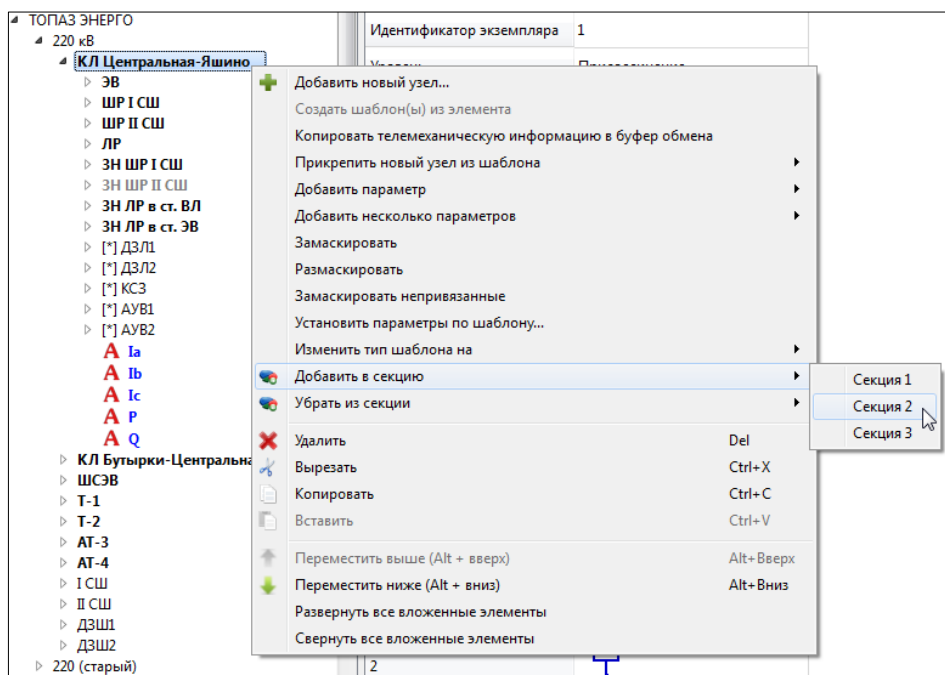 ТОПАЗ ЭНЕРГО
220 кВ
КЛ Центральная-Яшино
ЭВ
ШР I СШ
ШР II СШ
ЛР
ЗН ШР I СШ
ЗН ШР II СШ
ЗН ЛР в ст. ВЛ
ЗН ЛР в ст. ЭВ
[*] ДЗЛ1
[*] ДЗЛ2
[*] КСЗ
[*] АУВ1
[*] АУВ2
A Ia
A Ib
A Ic
A P
A Q
КЛ Бутырки-Центральна
ШСЭВ
Т-1
Т-2
АТ-3
АТ-4
I СШ
II СШ
ДЗШ1
ДЗШ2
220 (старый)
Идентификатор экземпляра 1
Добавить новый узел...
Создать шаблон(ы) из элемента
Копировать телемеханическую информацию в буфер обмена
Прикрепить новый узел из шаблона
Добавить параметр
Добавить несколько параметров
Замаскировать
Размаскировать
Замаскировать непривязанные
Установить параметры по шаблону...
Изменить тип шаблона на
Добавить в секцию
Убрать из секции
Удалить Del
Вырезать Ctrl+X
Копировать Ctrl+C
Вставить Ctrl+V
Переместить выше (Alt + вверх) Alt+Вверх
Переместить ниже (Alt + вниз) Alt+Вниз
Развернуть все вложенные элементы
Свернуть все вложенные элементы
Секция 1
Секция 2
Секция 3
2